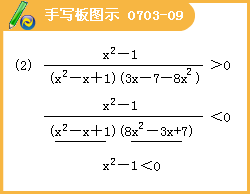 手写板图示 0703-09
(2) x²−1 / (x²−x+1)(3x−7−8x²) >0
x²−1 / (x²−x+1)(8x²−3x+7) <0
x²−1<0